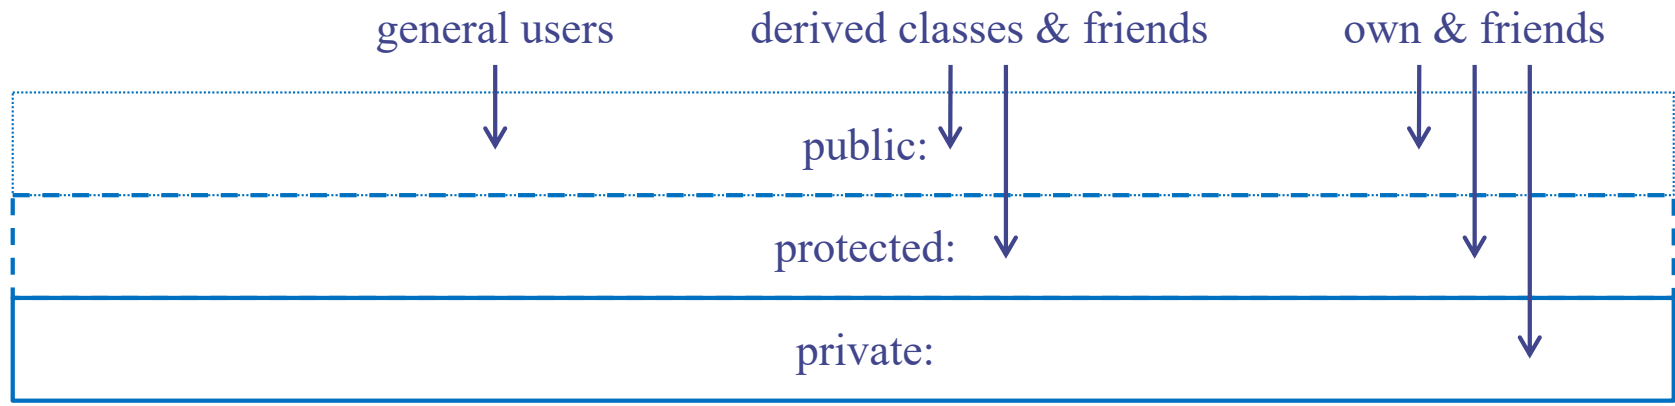 general users derived classes & friends own & friends
public:
protected:
private: